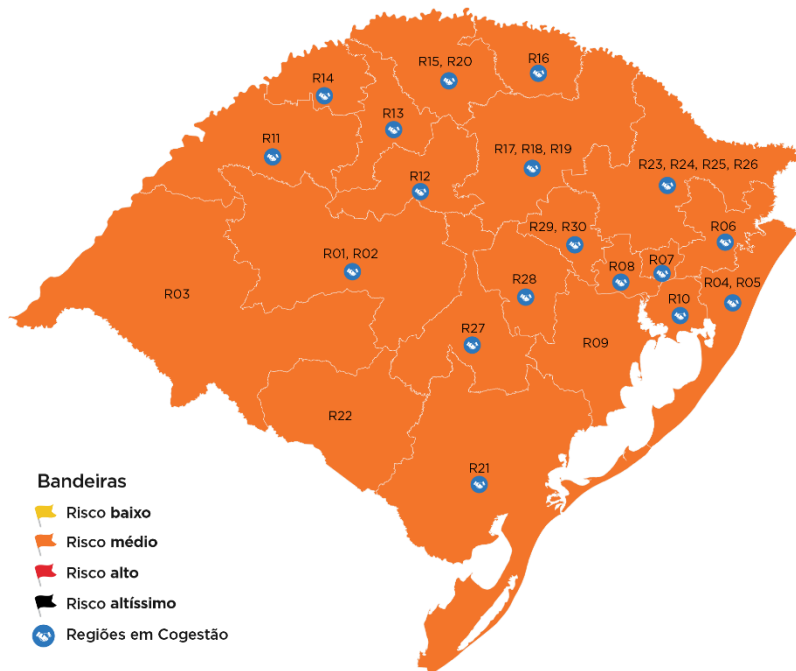 R15, R20
R16
R14
R13
R11
R17, R18, R19
R23, R24, R25, R26
R12
R29, R30
R06
R01, R02
R08
R07
R28
R04, R05
R03
R10
R27
R09
R22
R21
Bandeiras
Risco baixo
Risco médio
Risco alto
Risco altíssimo
Regiões em Cogestão